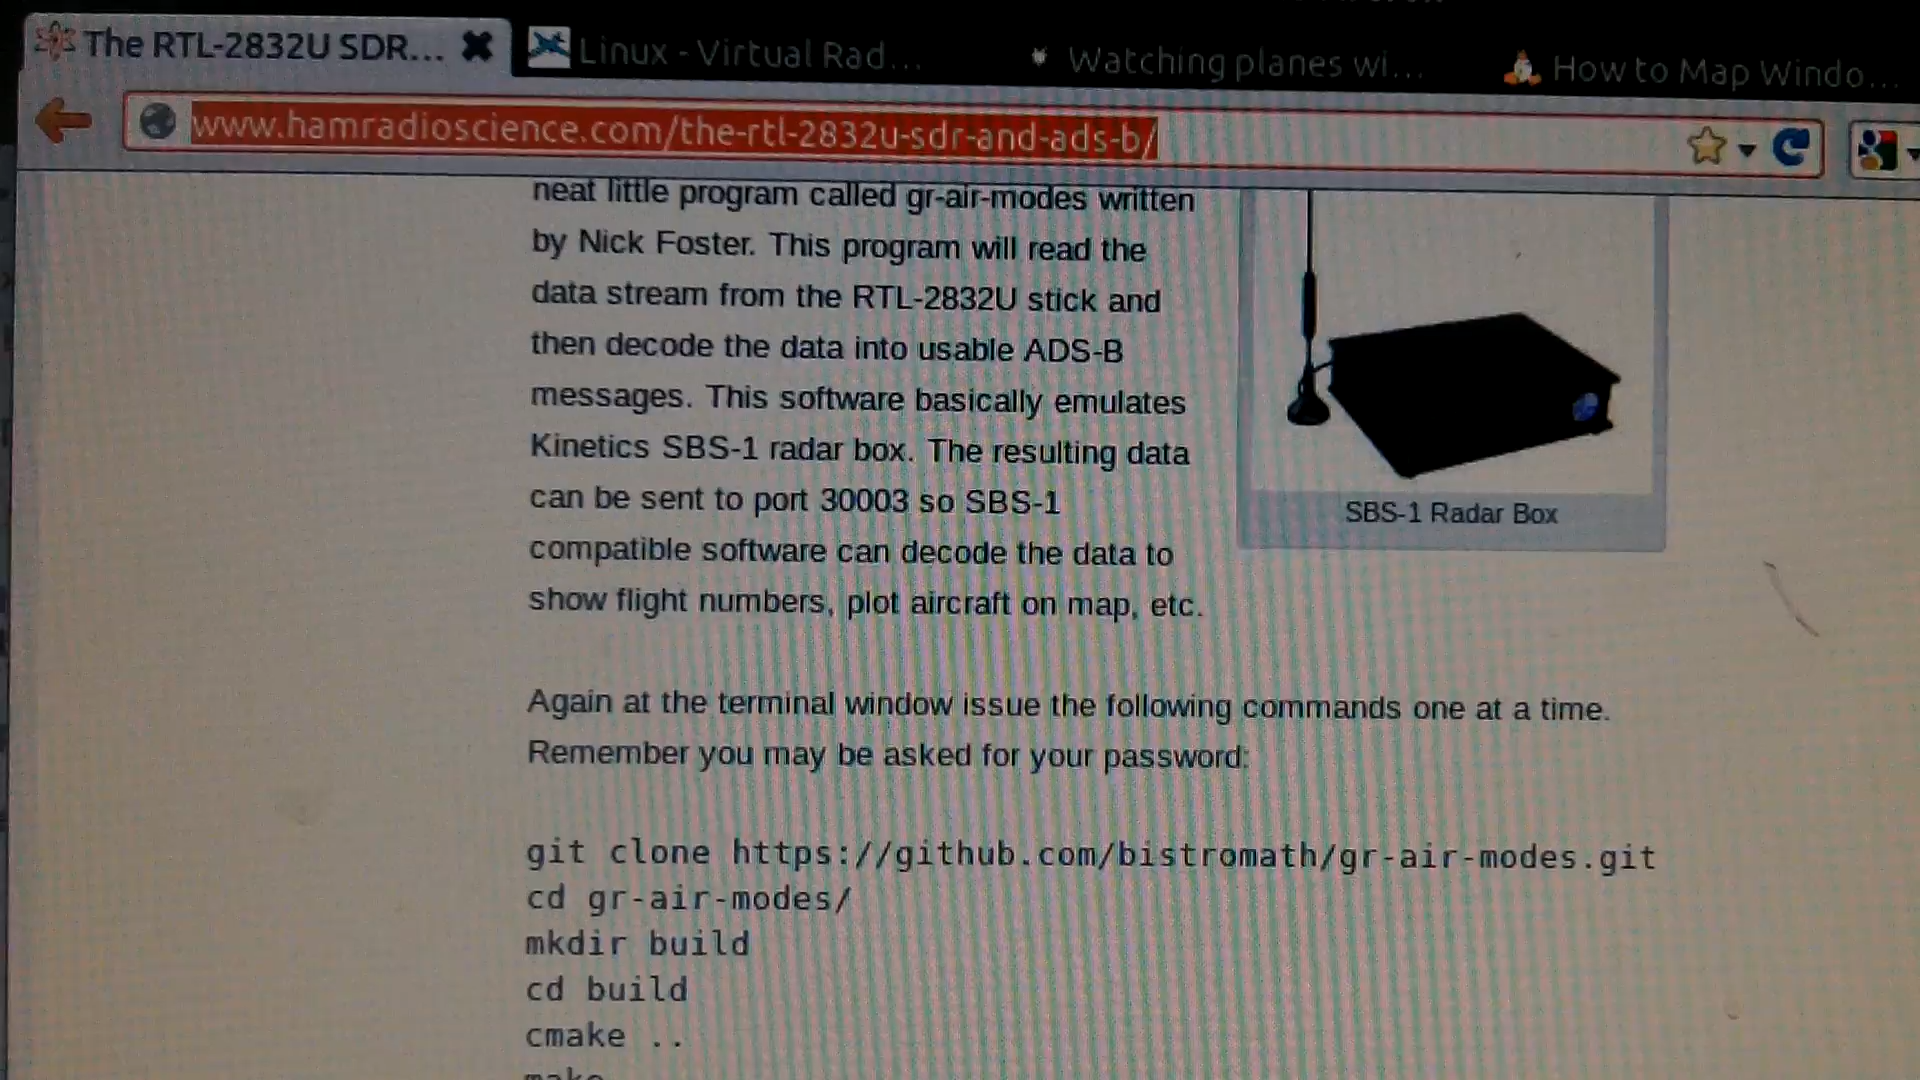 The RTL-2832U SDR...
Linux - Virtual Rad...
Watching planes wi...
How to Map Windo...
www.hamradioscience.com/the-rtl-2832u-sdr-and-ads-b/
neat little program called gr-air-modes written
by Nick Foster. This program will read the
data stream from the RTL-2832U stick and
then decode the data into usable ADS-B
messages. This software basically emulates
Kinetics SBS-1 radar box. The resulting data
can be sent to port 30003 so SBS-1
compatible software can decode the data to
show flight numbers, plot aircraft on map, etc.
SBS-1 Radar Box
Again at the terminal window issue the following commands one at a time.
Remember you may be asked for your password:
git clone https://github.com/bistromath/gr-air-modes.git
cd gr-air-modes/
mkdir build
cd build
cmake ..
make